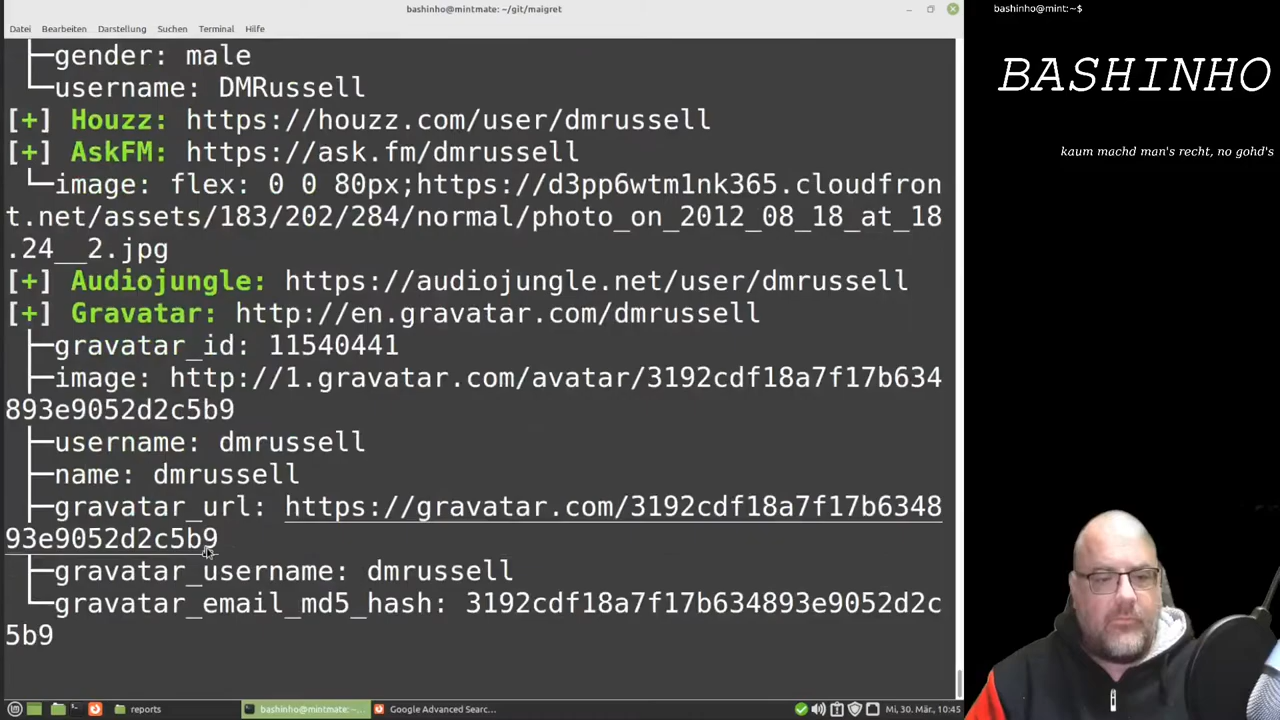 bashinho@mintmate: ~/git/maigret
Datei Bearbeiten Darstellung Suchen Terminal Hilfe
├─gender: male
└─username: DMRussell
[+] Houzz: https://houzz.com/user/dmrussell
[+] AskFM: https://ask.fm/dmrussell
└─image: flex: 0 0 80px;https://d3pp6wtm1nk365.cloudfron
t.net/assets/183/202/284/normal/photo_on_2012_08_18_at_18
.24__2.jpg
[+] Audiojungle: https://audiojungle.net/user/dmrussell
[+] Gravatar: http://en.gravatar.com/dmrussell
├─gravatar_id: 11540441
├─image: http://1.gravatar.com/avatar/3192cdf18a7f17b634
893e9052d2c5b9
├─username: dmrussell
├─name: dmrussell
├─gravatar_url: https://gravatar.com/3192cdf18a7f17b6348
93e9052d2c5b9
├─gravatar_username: dmrussell
└─gravatar_email_md5_hash: 3192cdf18a7f17b634893e9052d2c
5b9
reports
bashinho@mintmate: ~...
Google Advanced Searc...
Mi, 30. Mär., 10:45
bashinho@mint:~$
BASHINHO
kaum machd man's recht, no gohd's